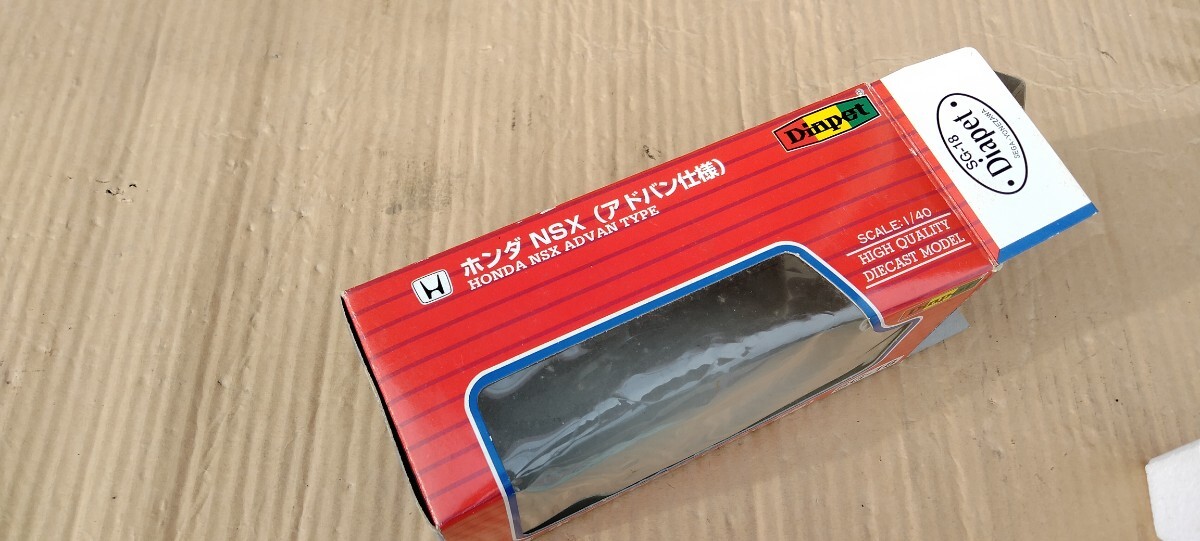 Diapet
®
ホンダ NSX (アドバン仕様)
HONDA NSX ADVAN TYPE
SCALE:1/40
HIGH QUALITY
DIECAST MODEL
SG-18
Diapet
SEGA-YONEZAWA